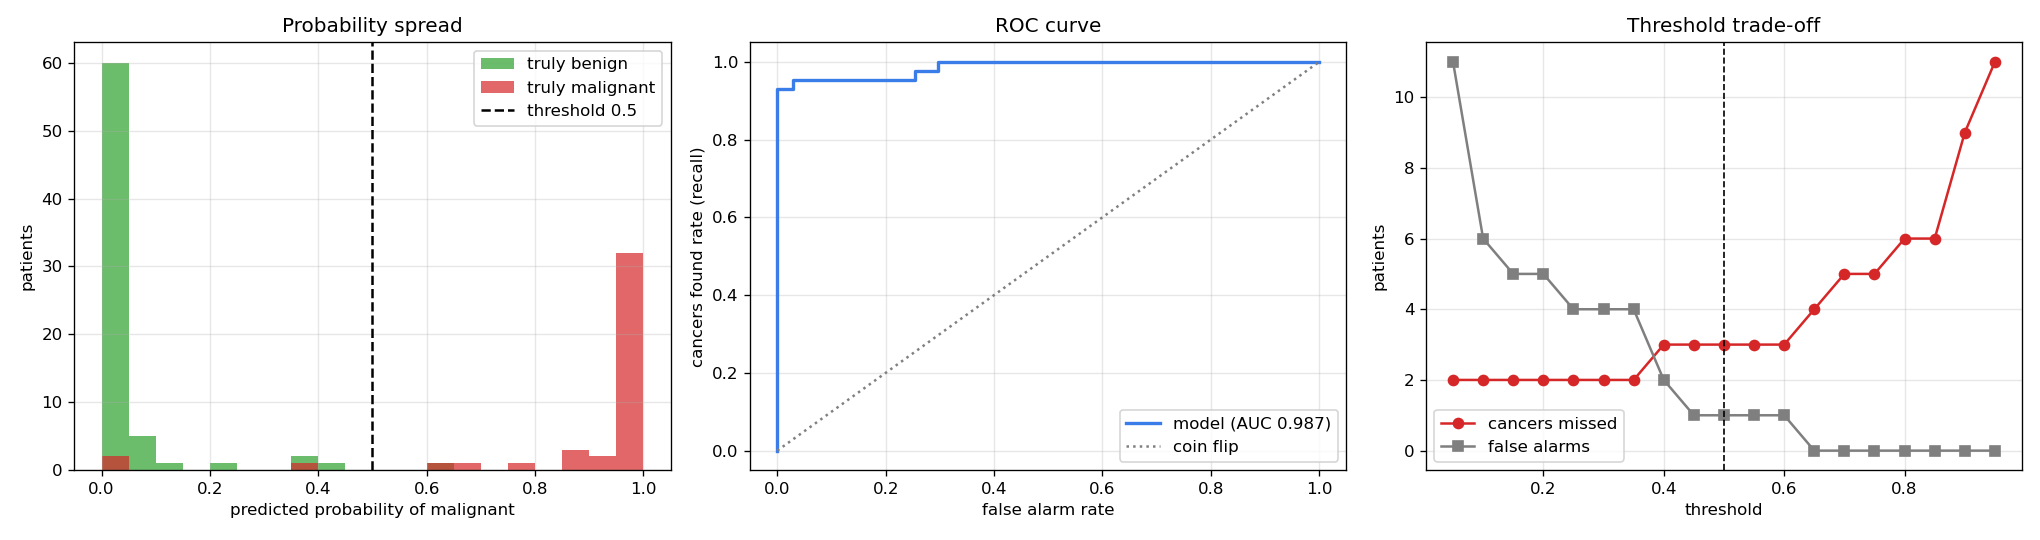 Probability spread
60
50
40
30
20
10
0
patients
truly benign
truly malignant
threshold 0.5
0.0 0.2 0.4 0.6 0.8 1.0
predicted probability of malignant
ROC curve
1.0
0.8
0.6
0.4
0.2
0.0
cancers found rate (recall)
model (AUC 0.987)
coin flip
0.0 0.2 0.4 0.6 0.8 1.0
false alarm rate
Threshold trade-off
10
8
6
4
2
0
patients
cancers missed
false alarms
0.2 0.4 0.6 0.8
threshold